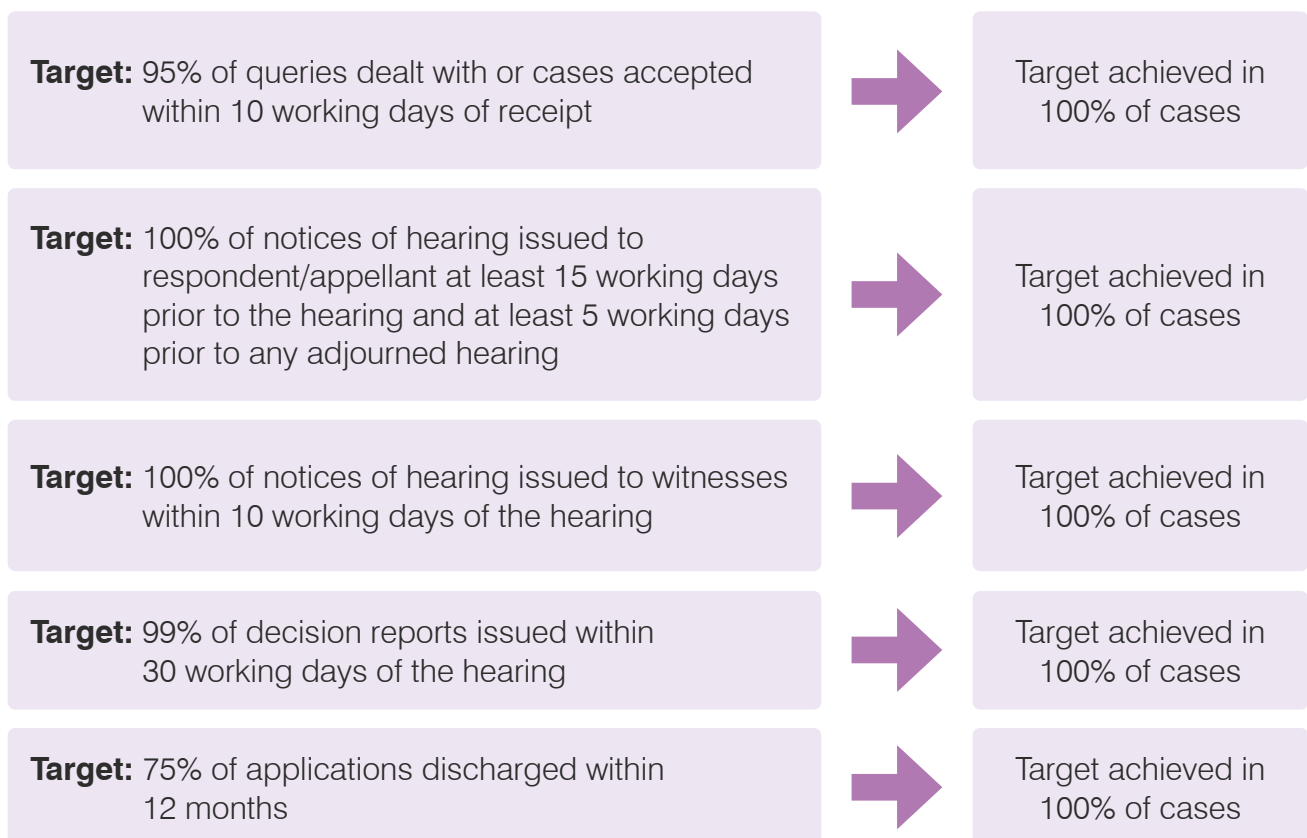 Target: 95% of queries dealt with or cases accepted
within 10 working days of receipt
Target achieved in
100% of cases
Target: 100% of notices of hearing issued to
respondent/appellant at least 15 working days
prior to the hearing and at least 5 working days
prior to any adjourned hearing
Target achieved in
100% of cases
Target: 100% of notices of hearing issued to witnesses
within 10 working days of the hearing
Target achieved in
100% of cases
Target: 99% of decision reports issued within
30 working days of the hearing
Target achieved in
100% of cases
Target: 75% of applications discharged within
12 months
Target achieved in
100% of cases